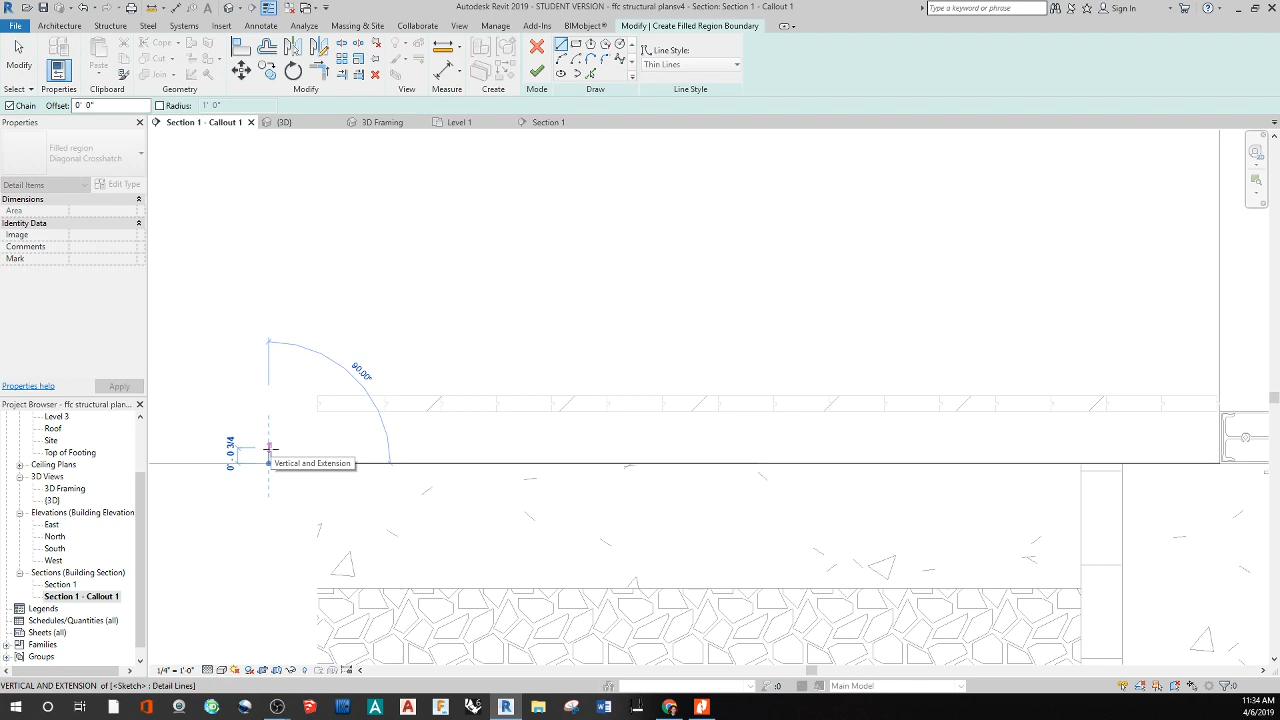 Autodesk Revit 2019 - STUDENT VERSION - ffc structural plansv4 - Section: Section 1 - Callout 1
Type a keyword or phrase
Sign In
File
Architecture
Structure
Steel
Systems
Insert
Annotate
Analyze
Massing & Site
Collaborate
View
Manage
Add-Ins
BIMobject®
Modify | Create Filled Region Boundary
Modify
Paste
Cope
Cut
Join
Line Style:
Thin Lines
Select
Properties
Clipboard
Geometry
Modify
View
Measure
Create
Mode
Draw
Line Style
Chain
Offset: 0' 0"
Radius: 1' 0"
Properties
Section 1 - Callout 1
{3D}
3D Framing
Level 1
Section 1
Filled region
Diagonal Crosshatch
Detail Items
Edit Type
Dimensions
Area
Identity Data
Image
Comments
Mark
90.00°
0' - 0 3/4
Vertical and Extension
Properties help
Apply
Project Browser - ffc structural plan...
Level 3
Roof
Site
Top of Footing
Ceiling Plans
3D Views
3D Framing
{3D}
Elevations (Building Elevation
East
North
South
West
Sections (Building Section)
Section 1
Section 1 - Callout 1
Legends
Schedules/Quantities (all)
Sheets (all)
Families
Groups
1/4" = 1'-0"
VERTICAL AND EXTENSION of [<Sketch> : Detail Lines]
:0
Main Model
:0
11:34 AM
4/6/2019